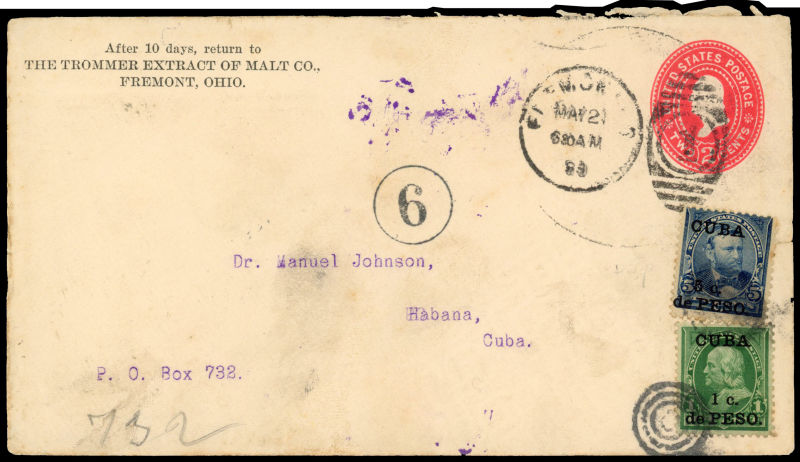 After 10 days, return to
THE TROMMER EXTRACT OF MALT CO.,
FREMONT, OHIO.
MAY 21
6 30 AM
99
UNITED STATES POSTAGE
TWO CENTS
6
CUBA
5 c.
de PESO.
CUBA
1 c.
de PESO.
Dr. Manuel Johnson,
Habana,
Cuba.
P. O. Box 732.
732